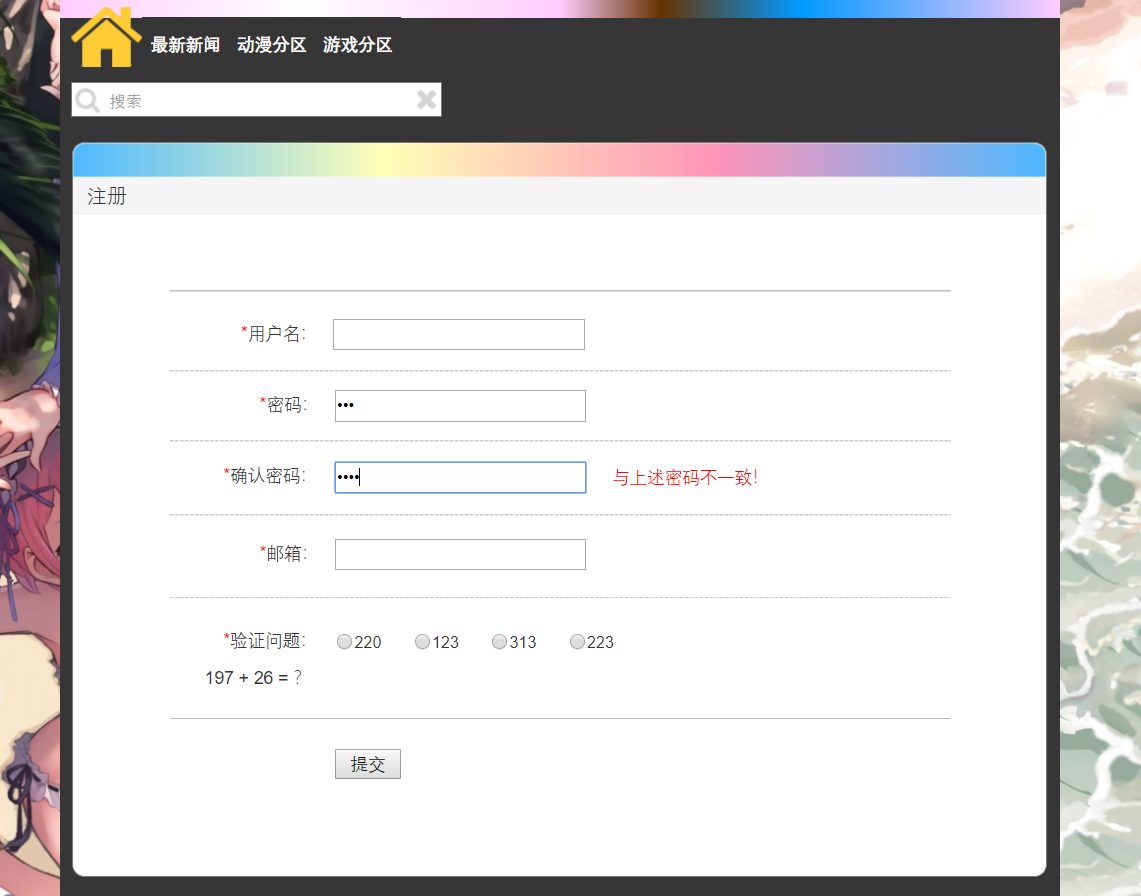 最新新闻 动漫分区 游戏分区
搜索
注册
*用户名:
*密码: •••
*确认密码: •••• 与上述密码不一致!
*邮箱:
*验证问题: 220 123 313 223
197 + 26 = ?
提交